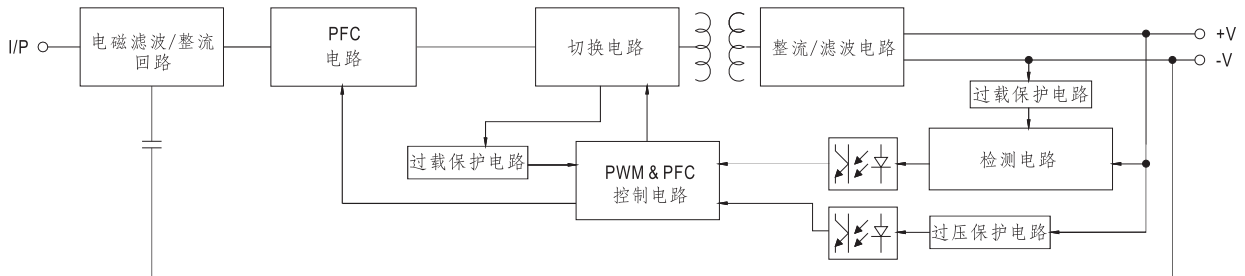 I/P
电磁滤波/整流
回路
PFC
电路
切换电路
整流/滤波电路
+V
-V
过载保护电路
过载保护电路
检测电路
PWM & PFC
控制电路
过压保护电路